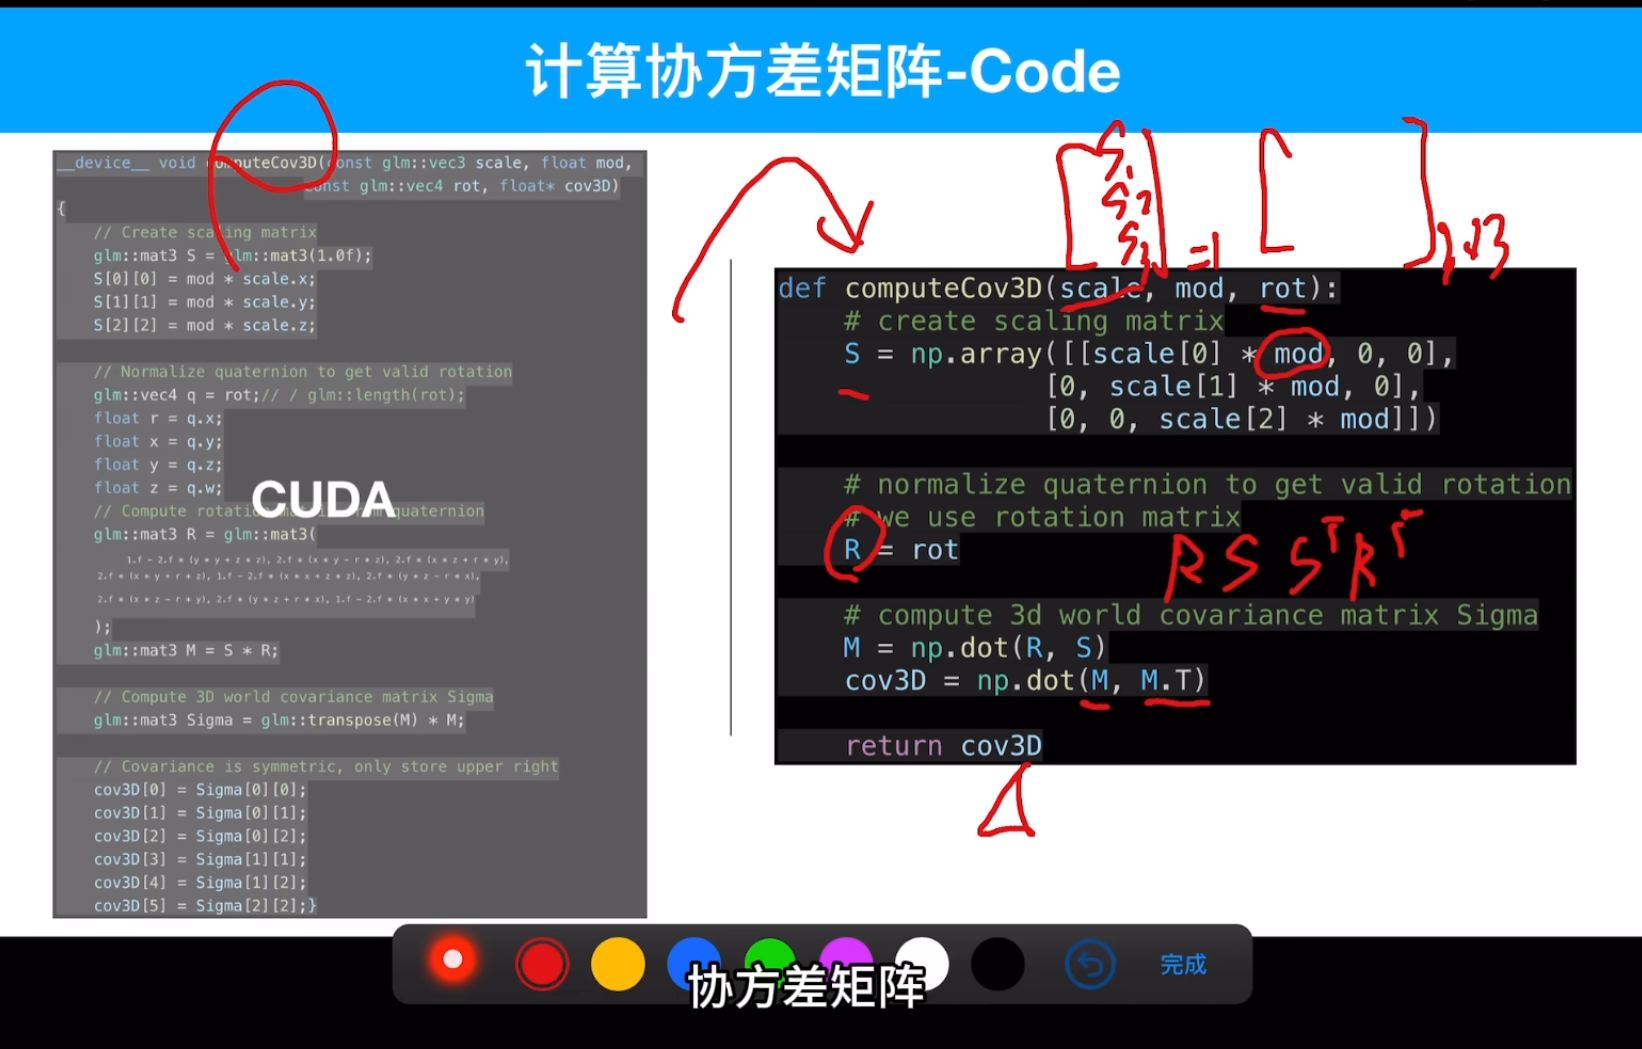 计算协方差矩阵-Code
__device__ void computeCov3D(const glm::vec3 scale, float mod,
const glm::vec4 rot, float* cov3D)
{
// Create scaling matrix
glm::mat3 S = glm::mat3(1.0f);
S[0][0] = mod * scale.x;
S[1][1] = mod * scale.y;
S[2][2] = mod * scale.z;
// Normalize quaternion to get valid rotation
glm::vec4 q = rot;// / glm::length(rot);
float r = q.x;
float x = q.y;
float y = q.z;
float z = q.w;
CUDA
// Compute rotation matrix from quaternion
glm::mat3 R = glm::mat3(
1.f - 2.f * (y * y + z * z), 2.f * (x * y - r * z), 2.f * (x * z + r * y),
2.f * (x * y + r * z), 1.f - 2.f * (x * x + z * z), 2.f * (y * z - r * x),
2.f * (x * z - r * y), 2.f * (y * z + r * x), 1.f - 2.f * (x * x + y * y)
);
glm::mat3 M = S * R;
// Compute 3D world covariance matrix Sigma
glm::mat3 Sigma = glm::transpose(M) * M;
// Covariance is symmetric, only store upper right
cov3D[0] = Sigma[0][0];
cov3D[1] = Sigma[0][1];
cov3D[2] = Sigma[0][2];
cov3D[3] = Sigma[1][1];
cov3D[4] = Sigma[1][2];
cov3D[5] = Sigma[2][2];}
S1
S2
S3
=1
def computeCov3D(scale, mod, rot):
# create scaling matrix
S = np.array([[scale[0] * mod, 0, 0],
[0, scale[1] * mod, 0],
[0, 0, scale[2] * mod]])
# normalize quaternion to get valid rotation
# we use rotation matrix
R = rot
R S S^T R^T
# compute 3d world covariance matrix Sigma
M = np.dot(R, S)
cov3D = np.dot(M, M.T)
return cov3D
完成
协方差矩阵